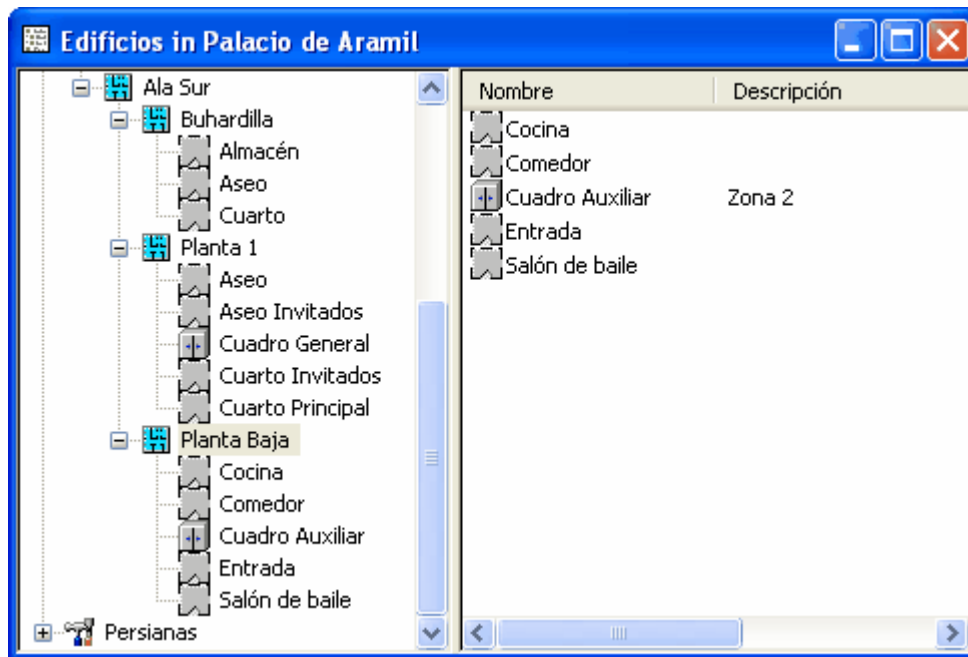 Edificios in Palacio de Aramil
Ala Sur
Buhardilla
Almacén
Aseo
Cuarto
Planta 1
Aseo
Aseo Invitados
Cuadro General
Cuarto Invitados
Cuarto Principal
Planta Baja
Cocina
Comedor
Cuadro Auxiliar
Entrada
Salón de baile
Persianas
Nombre Descripción
Cocina
Comedor
Cuadro Auxiliar Zona 2
Entrada
Salón de baile